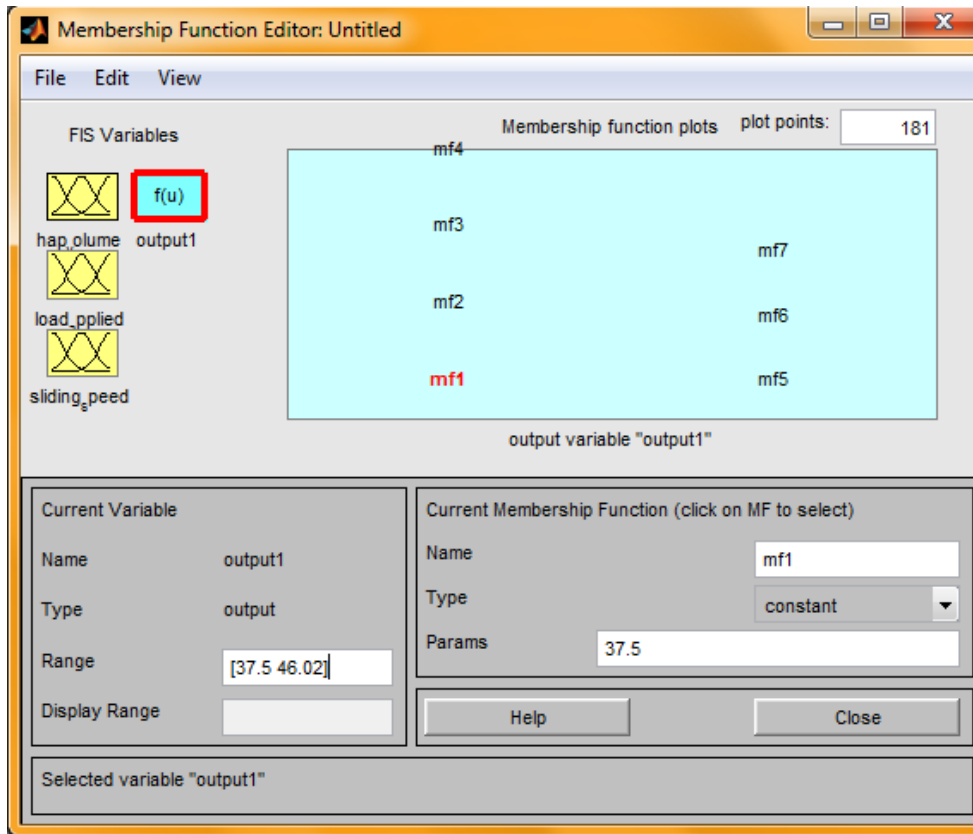 Membership Function Editor: Untitled
File Edit View
FIS Variables
Membership function plots plot points: 181
f(u)
hapvolume output1
loadapplied
slidingspeed
mf4
mf3
mf2
mf1
mf7
mf6
mf5
output variable "output1"
Current Variable
Name output1
Type output
Range [37.5 46.02]
Display Range
Current Membership Function (click on MF to select)
Name mf1
Type constant
Params 37.5
Help Close
Selected variable "output1"